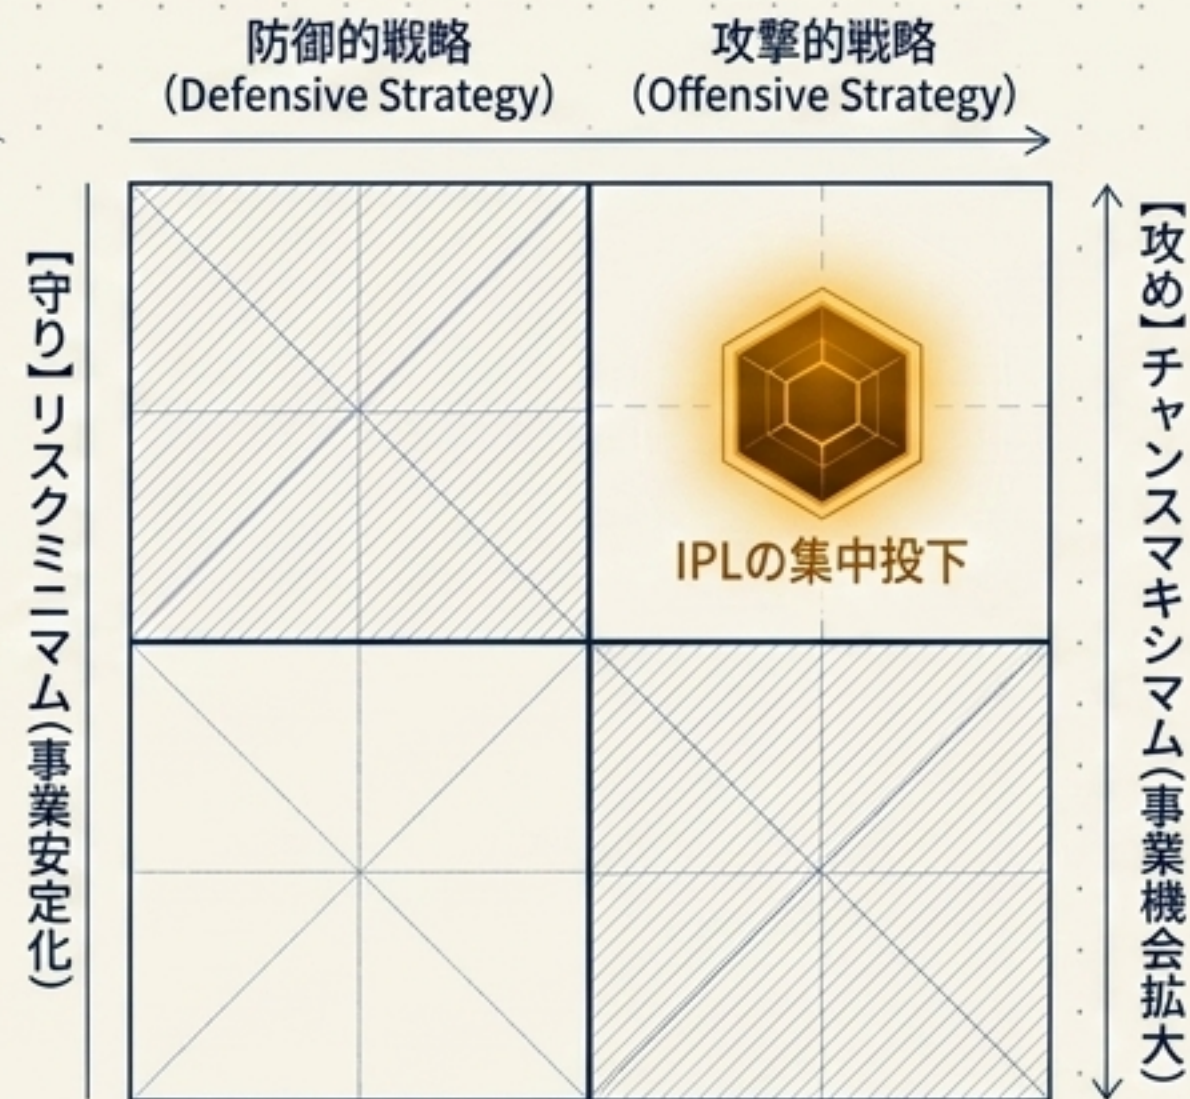 防御的戦略
(Defensive Strategy)
攻撃的戦略
(Offensive Strategy)
【守り】リスクミニマム(事業安定化)
IPLの集中投下
【攻め】チャンスマキシマム(事業機会拡大)